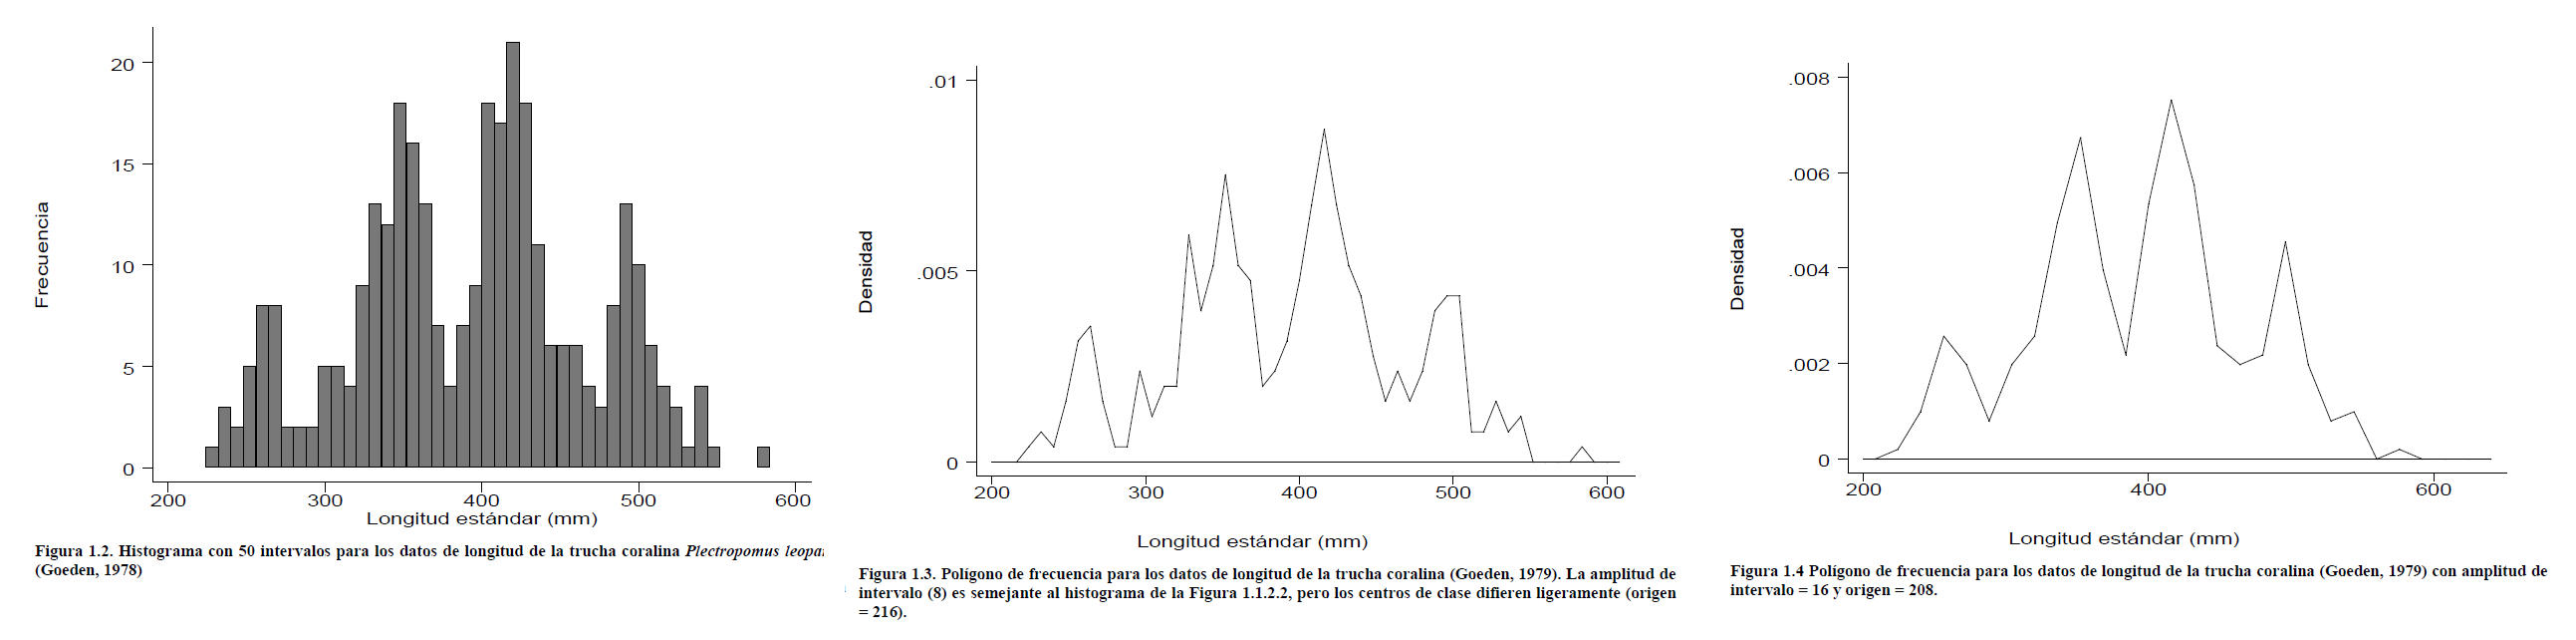 20
15
10
5
0
Frecuencia
200 300 400 500 600
Longitud estándar (mm)
Figura 1.2. Histograma con 50 intervalos para los datos de longitud de la trucha coralina Plectropomus leopar
(Goeden, 1978)
.01
.005
0
Densidad
200 300 400 500 600
Longitud estándar (mm)
Figura 1.3. Polígono de frecuencia para los datos de longitud de la trucha coralina (Goeden, 1979). La amplitud de
intervalo (8) es semejante al histograma de la Figura 1.1.2.2, pero los centros de clase difieren ligeramente (origen
= 216).
.008
.006
.004
.002
0
Densidad
200 400 600
Longitud estándar (mm)
Figura 1.4 Polígono de frecuencia para los datos de longitud de la trucha coralina (Goeden, 1979) con amplitud de
intervalo = 16 y origen = 208.